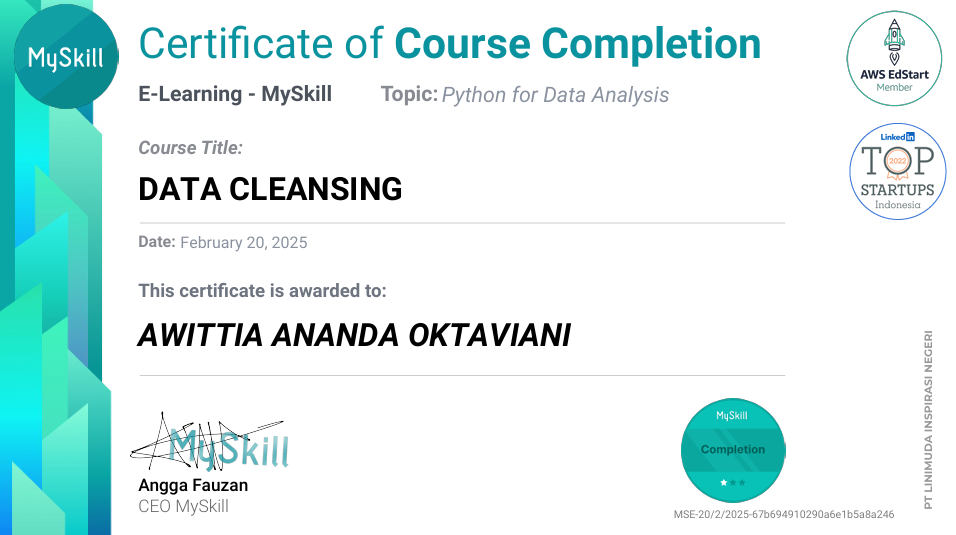 MySkill
Certificate of Course Completion
E-Learning - MySkill
Topic: Python for Data Analysis
Course Title:
DATA CLEANSING
Date: February 20, 2025
This certificate is awarded to:
AWITTIA ANANDA OKTAVIANI
MySkill
Angga Fauzan
CEO MySkill
MySkill
Completion
MSE-20/2/2025-67b694910290a6e1b5a8a246
AWS EdStart
Member
Linked in
2022
TOP
STARTUPS
Indonesia
PT LINIMUDA INSPIRASI NEGERI